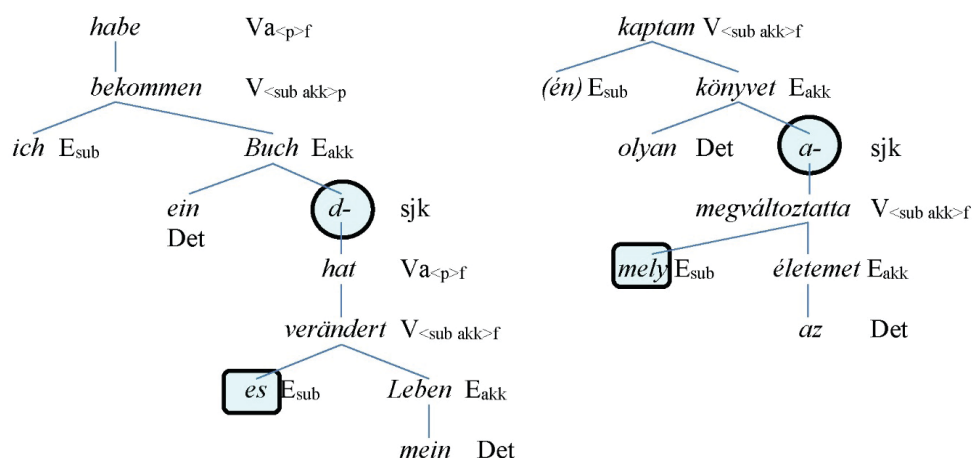 habe Va<p>f
bekommen V<sub akk>p
ich Esub Buch Eakk
ein d- sjk
Det
hat Va<p>f
verändert V<sub akk>f
es Esub Leben Eakk
mein Det
kaptam V<sub akk>f
(én) Esub könyvet Eakk
olyan Det a- sjk
megváltoztatta V<sub akk>f
mely Esub életemet Eakk
az Det